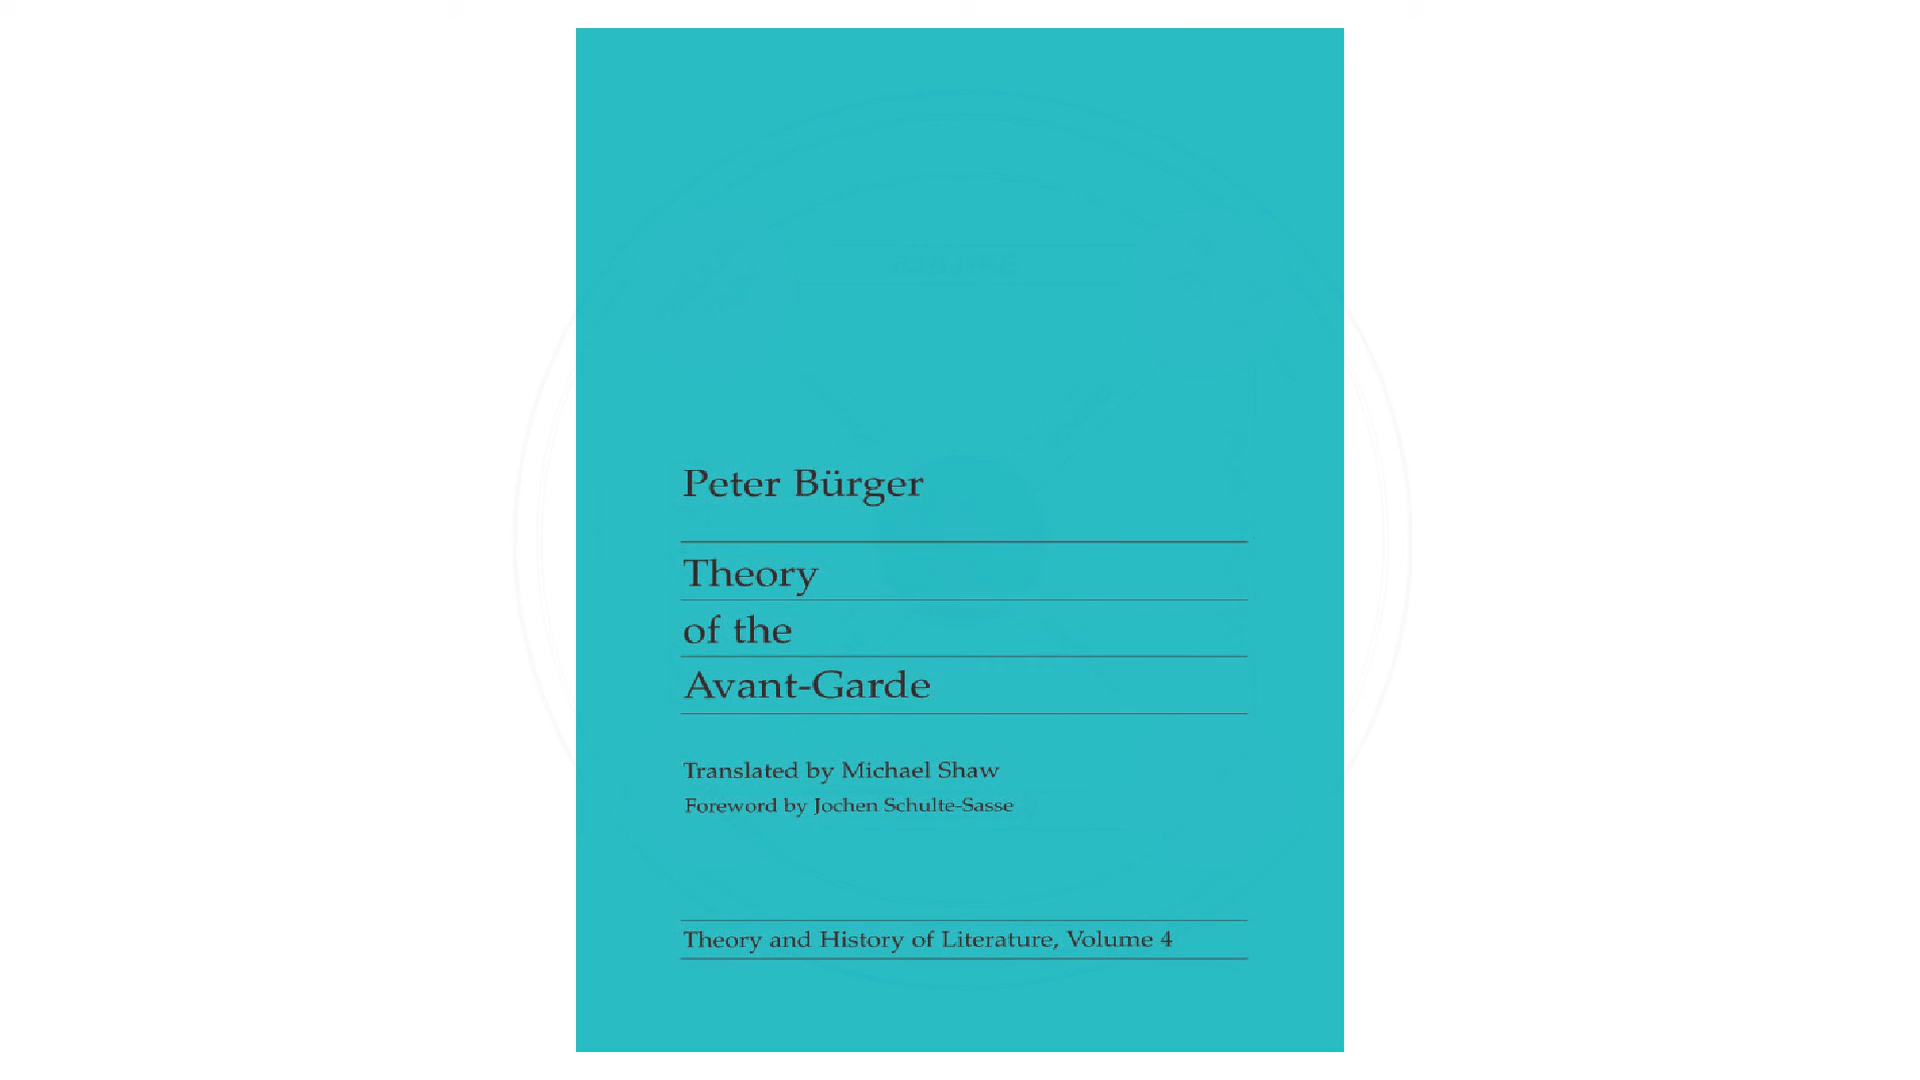 Peter Bürger
Theory
of the
Avant-Garde
Translated by Michael Shaw
Foreword by Jochen Schulte-Sasse
Theory and History of Literature, Volume 4